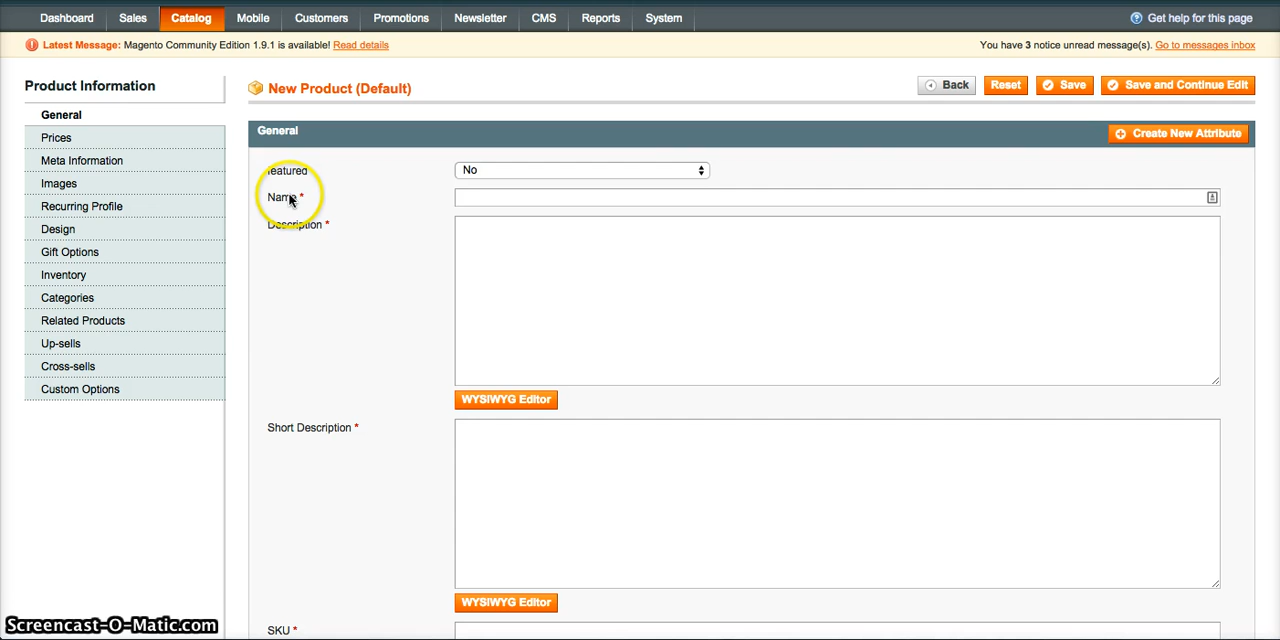 Dashboard Sales Catalog Mobile Customers Promotions Newsletter CMS Reports System Get help for this page
Latest Message: Magento Community Edition 1.9.1 is available! Read details You have 3 notice unread message(s). Go to messages inbox
Product Information
General
Prices
Meta Information
Images
Recurring Profile
Design
Gift Options
Inventory
Categories
Related Products
Up-sells
Cross-sells
Custom Options
New Product (Default) Back Reset Save Save and Continue Edit
General Create New Attribute
featured No
Name *
Description *
WYSIWYG Editor
Short Description *
WYSIWYG Editor
SKU *
Screencast-O-Matic.com